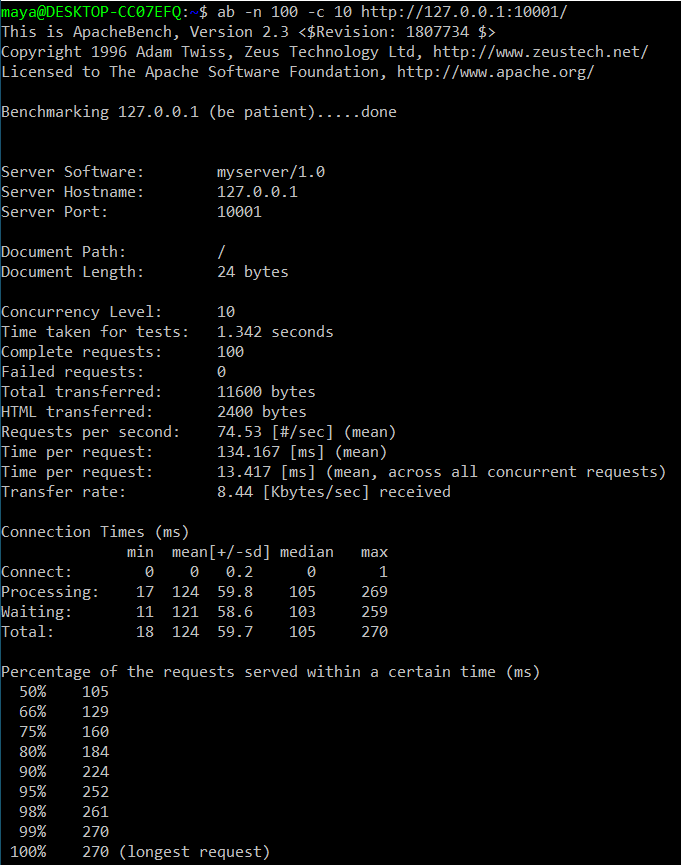 maya@DESKTOP-CC07EFQ:~$ ab -n 100 -c 10 http://127.0.0.1:10001/
This is ApacheBench, Version 2.3 <$Revision: 1807734 $>
Copyright 1996 Adam Twiss, Zeus Technology Ltd, http://www.zeustech.net/
Licensed to The Apache Software Foundation, http://www.apache.org/

Benchmarking 127.0.0.1 (be patient).....done


Server Software:        myserver/1.0
Server Hostname:        127.0.0.1
Server Port:            10001

Document Path:          /
Document Length:        24 bytes

Concurrency Level:      10
Time taken for tests:   1.342 seconds
Complete requests:      100
Failed requests:        0
Total transferred:      11600 bytes
HTML transferred:       2400 bytes
Requests per second:    74.53 [#/sec] (mean)
Time per request:       134.167 [ms] (mean)
Time per request:       13.417 [ms] (mean, across all concurrent requests)
Transfer rate:          8.44 [Kbytes/sec] received

Connection Times (ms)
              min  mean[+/-sd] median   max
Connect:        0    0   0.2      0       1
Processing:    17  124  59.8    105     269
Waiting:       11  121  58.6    103     259
Total:         18  124  59.7    105     270

Percentage of the requests served within a certain time (ms)
  50%    105
  66%    129
  75%    160
  80%    184
  90%    224
  95%    252
  98%    261
  99%    270
 100%    270 (longest request)